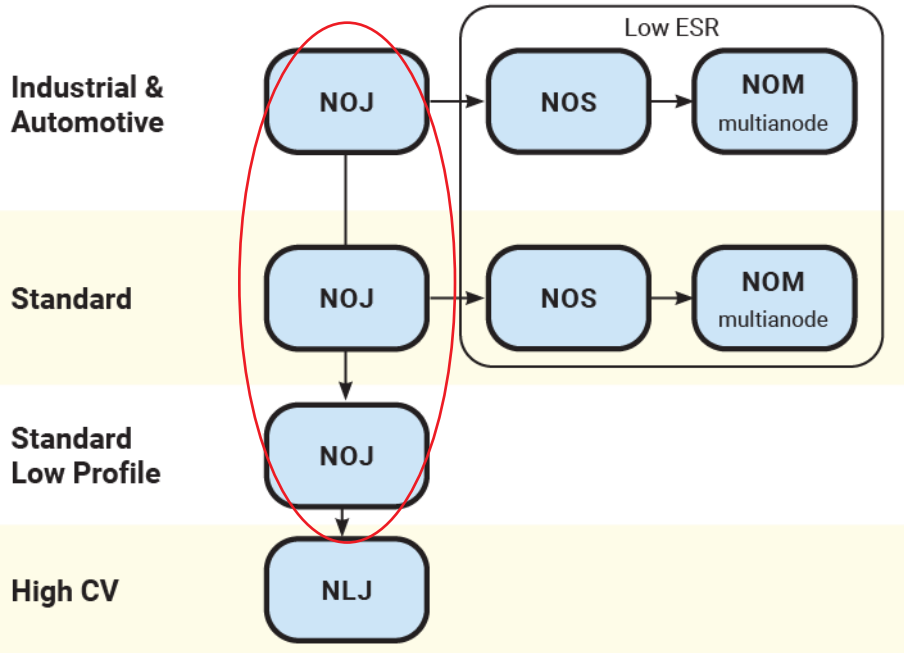 Low ESR
Industrial &
Automotive
NOJ
NOS
NOM
multianode
Standard
NOJ
NOS
NOM
multianode
Standard
Low Profile
NOJ
High CV
NLJ